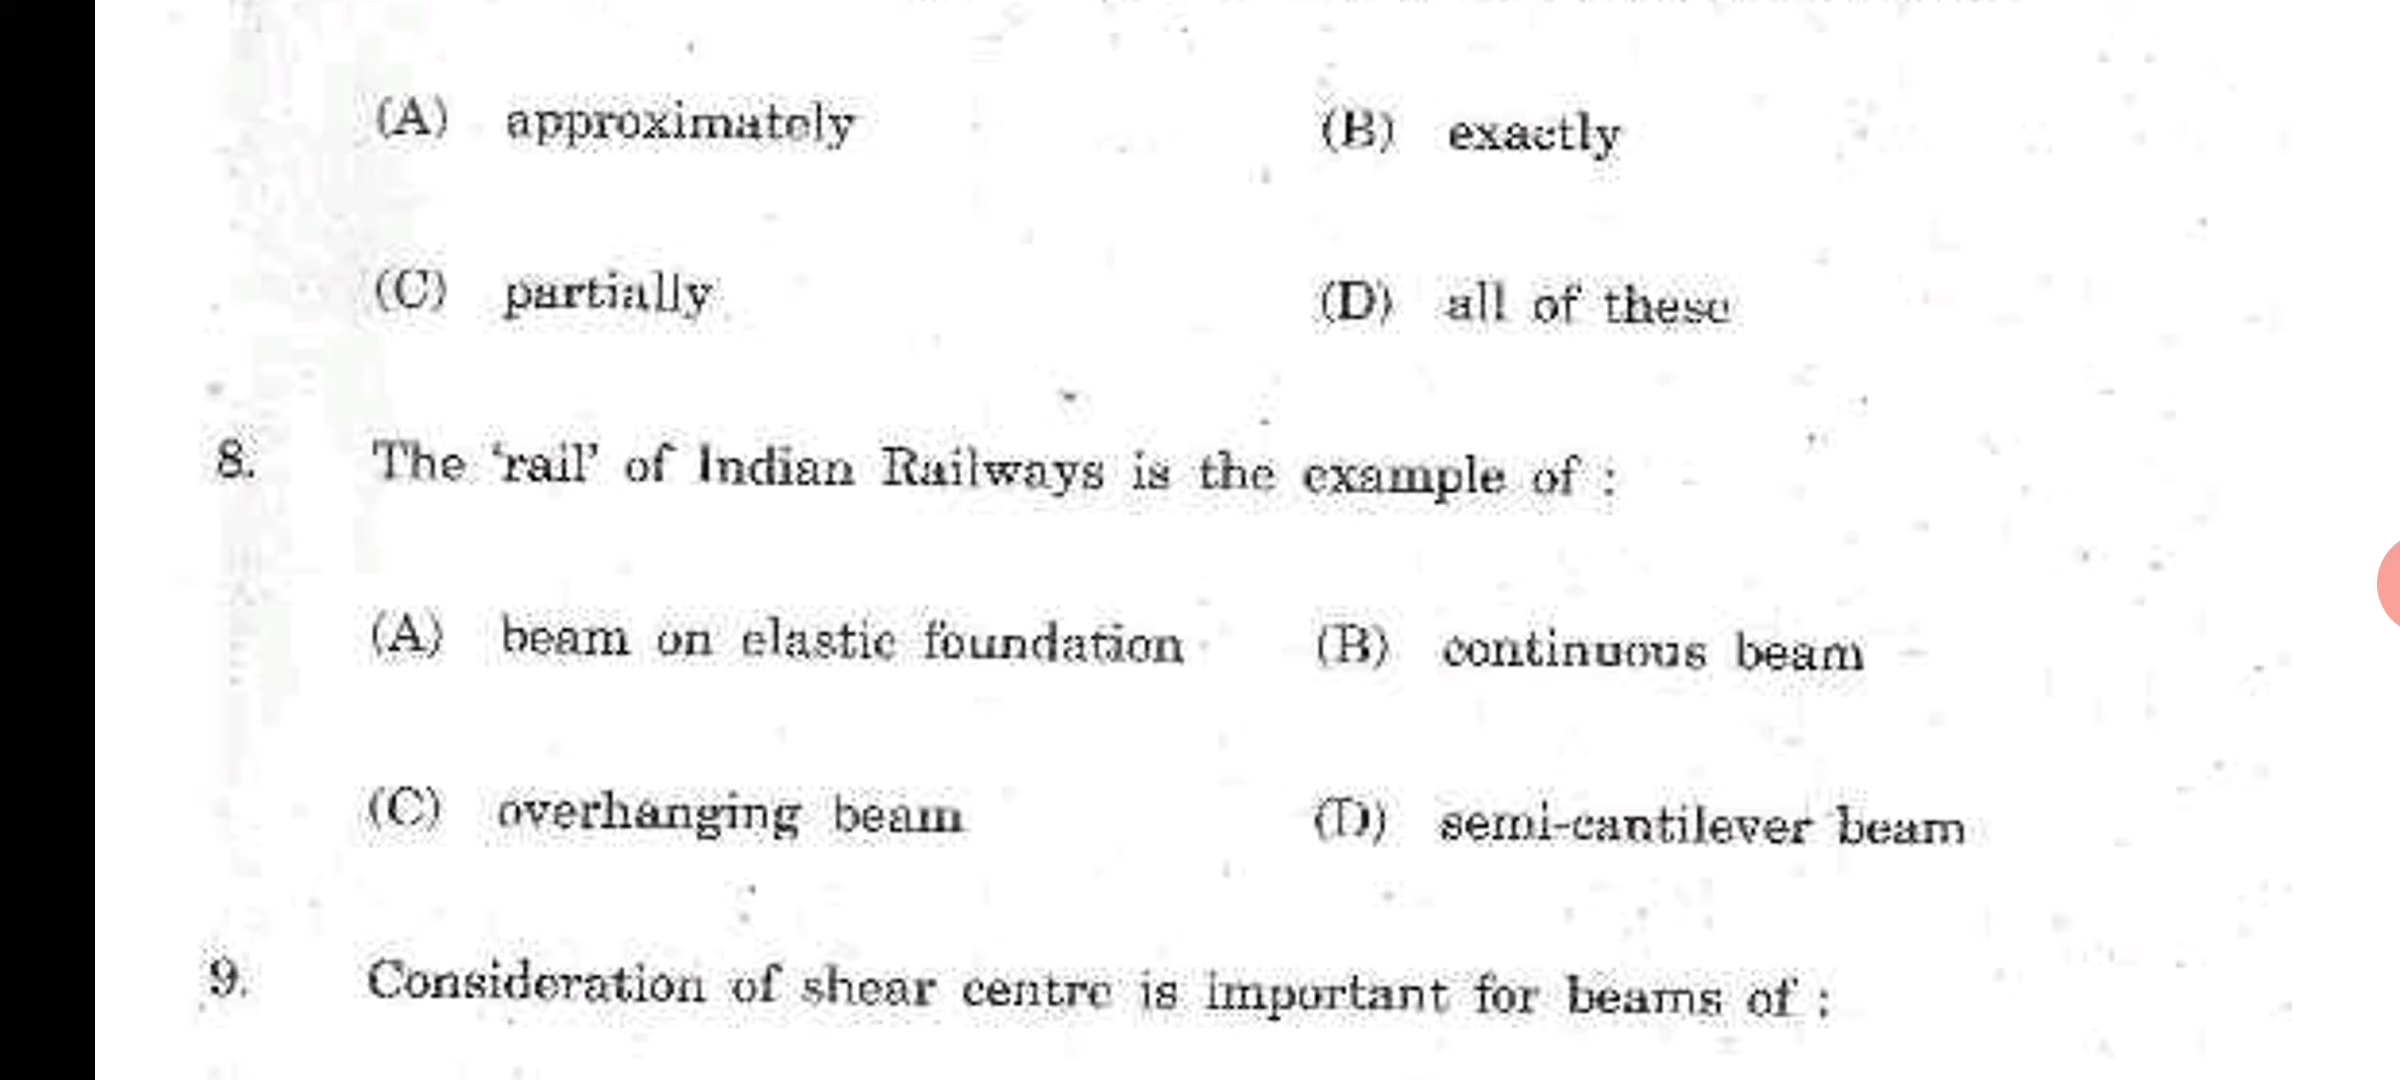 (A) approximately (B) exactly
(C) partially (D) all of these
8. The 'rail' of Indian Railways is the example of :
(A) beam on elastic foundation (B) continuous beam
(C) overhanging beam (D) semi-cantilever beam
9. Consideration of shear centre is important for beams of :